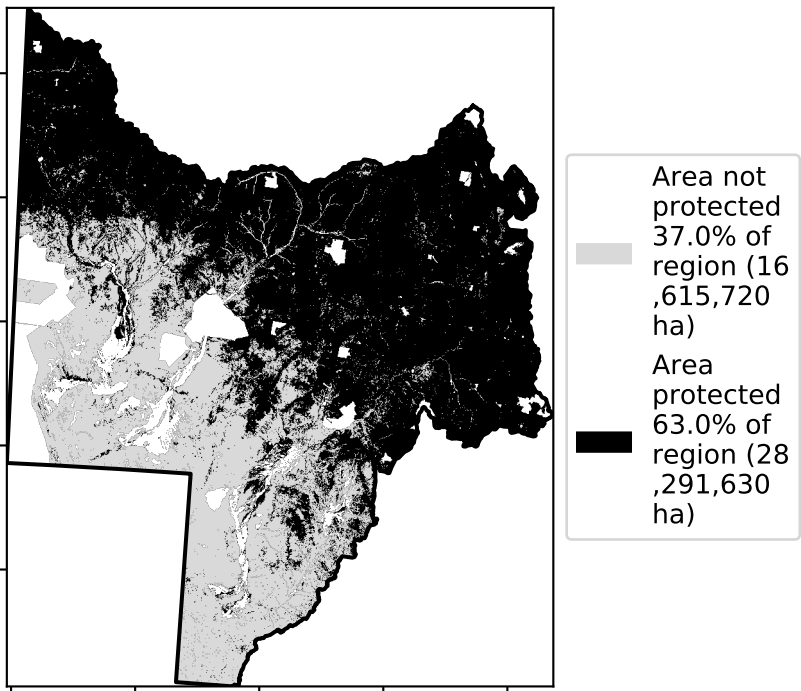 Area not
protected
37.0% of
region (16
,615,720
ha)
Area
protected
63.0% of
region (28
,291,630
ha)